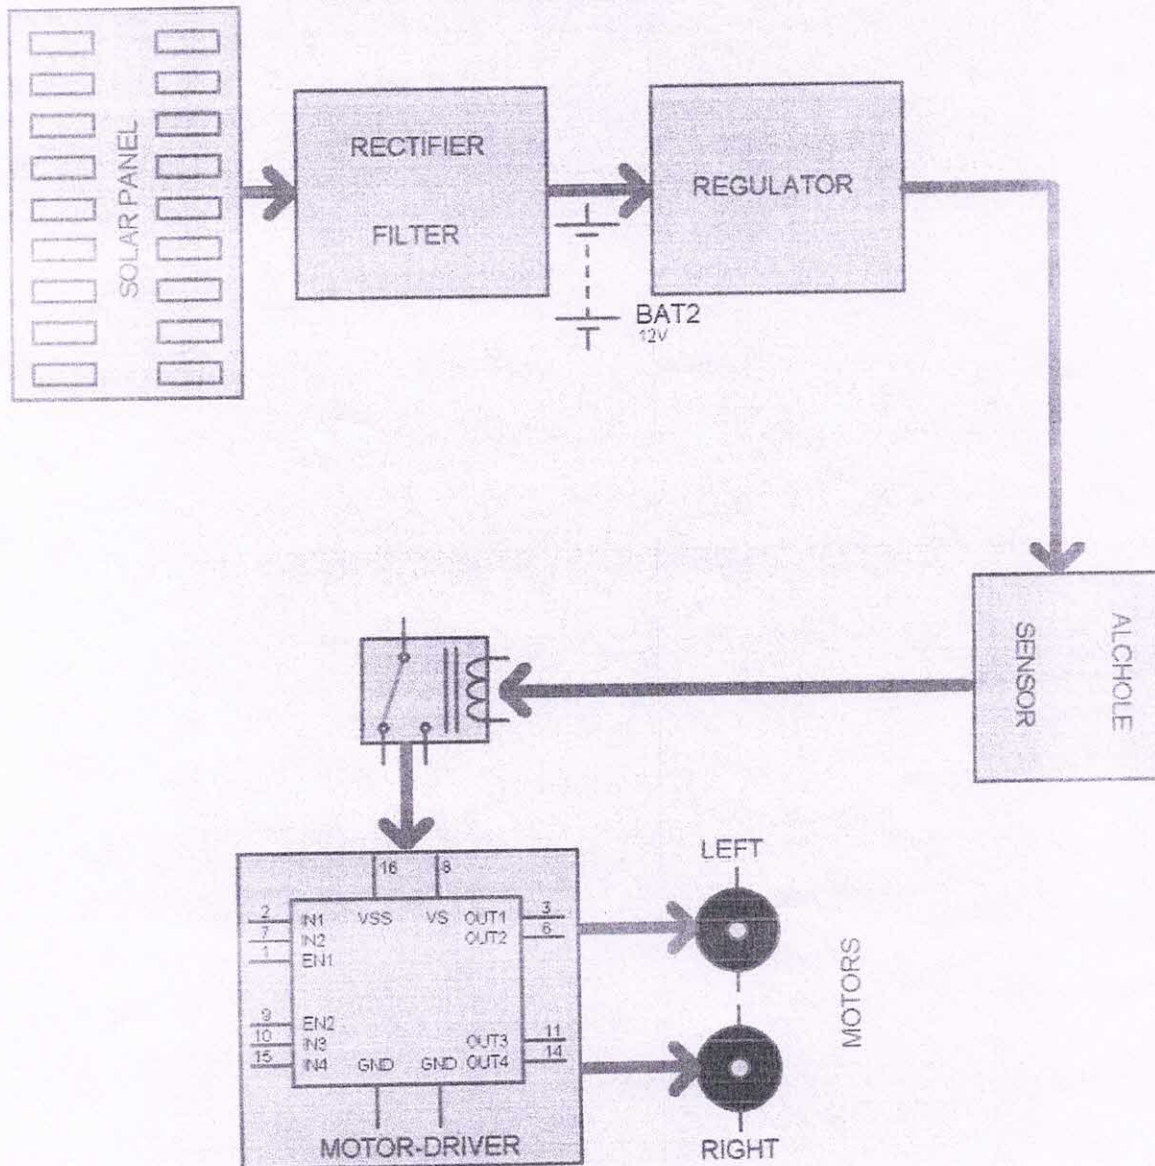 SOLAR PANEL
RECTIFIER
FILTER
REGULATOR
BAT2
12V
ALCHOLE
SENSOR
16 8
2 IN1 VSS VS OUT1 3
7 IN2 OUT2 6
1 EN1
9 EN2
10 IN3 OUT3 11
15 IN4 GND GND OUT4 14
MOTOR-DRIVER
LEFT
MOTORS
RIGHT